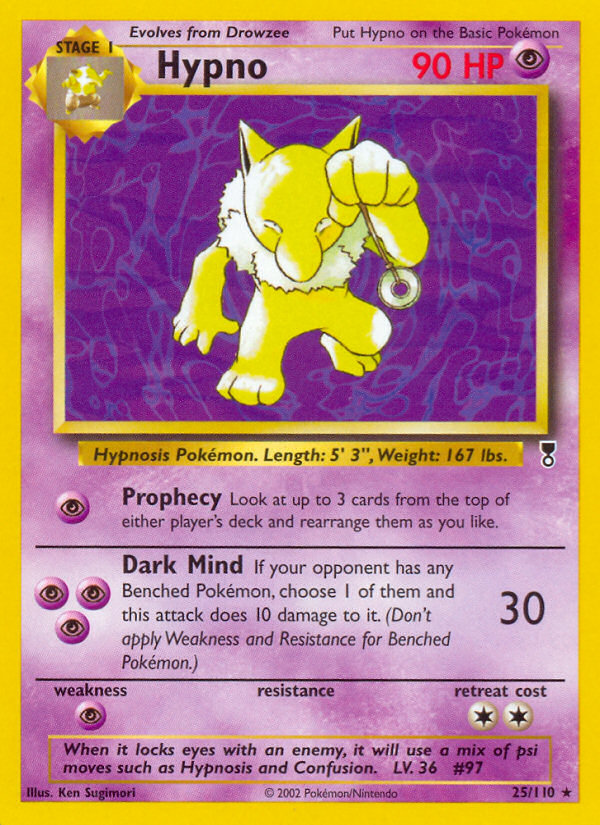 Evolves from Drowzee Put Hypno on the Basic Pokémon
STAGE 1
Hypno 90 HP
Hypnosis Pokémon. Length: 5' 3", Weight: 167 lbs.
Prophecy Look at up to 3 cards from the top of
either player's deck and rearrange them as you like.
Dark Mind If your opponent has any
Benched Pokémon, choose 1 of them and
this attack does 10 damage to it. (Don't
apply Weakness and Resistance for Benched
Pokémon.)
30
weakness resistance retreat cost
When it locks eyes with an enemy, it will use a mix of psi
moves such as Hypnosis and Confusion. LV. 36 #97
Illus. Ken Sugimori © 2002 Pokémon/Nintendo 25/110 ★